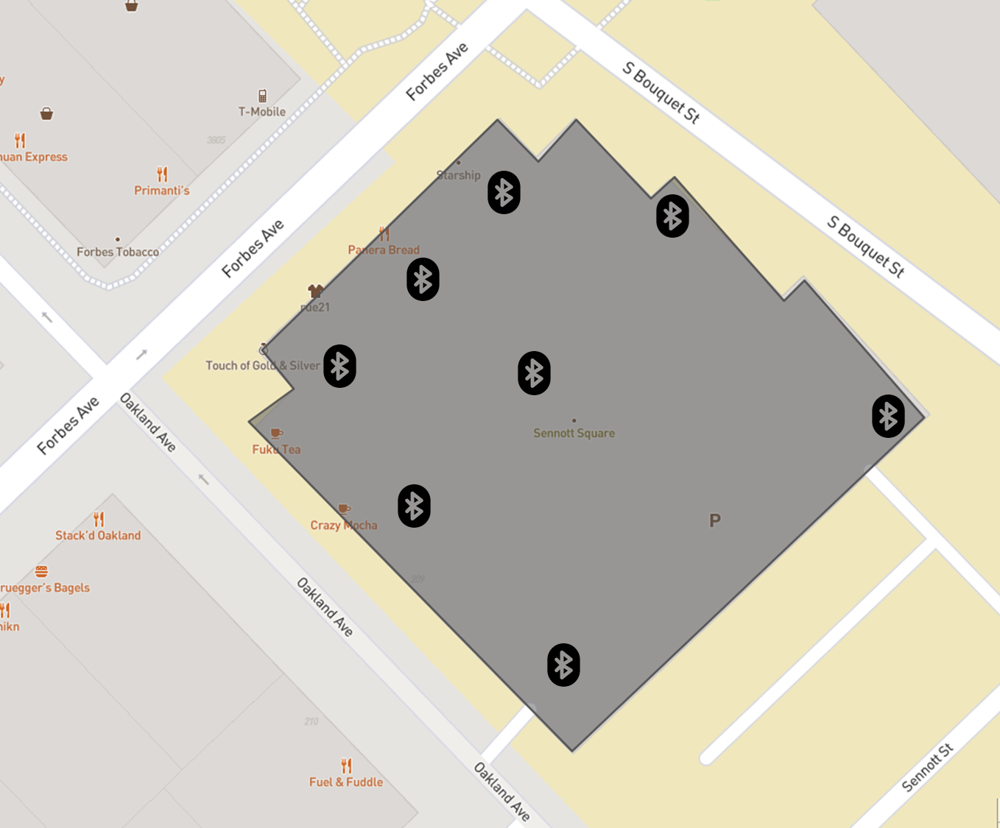 Forbes Ave
S Bouquet St
y
T-Mobile
3805
huan Express
Primanti's
Starship
Forbes Ave
Forbes Tobacco
Panera Bread
S Bouquet St
rue21
Touch of Gold & Silver
Forbes Ave
Oakland Ave
Fuku Tea
Sennott Square
Crazy Mocha
P
Stack'd Oakland
209
ruegger's Bagels
Oakland Ave
nikn
210
Fuel & Fuddle
Oakland Ave
Sennott St